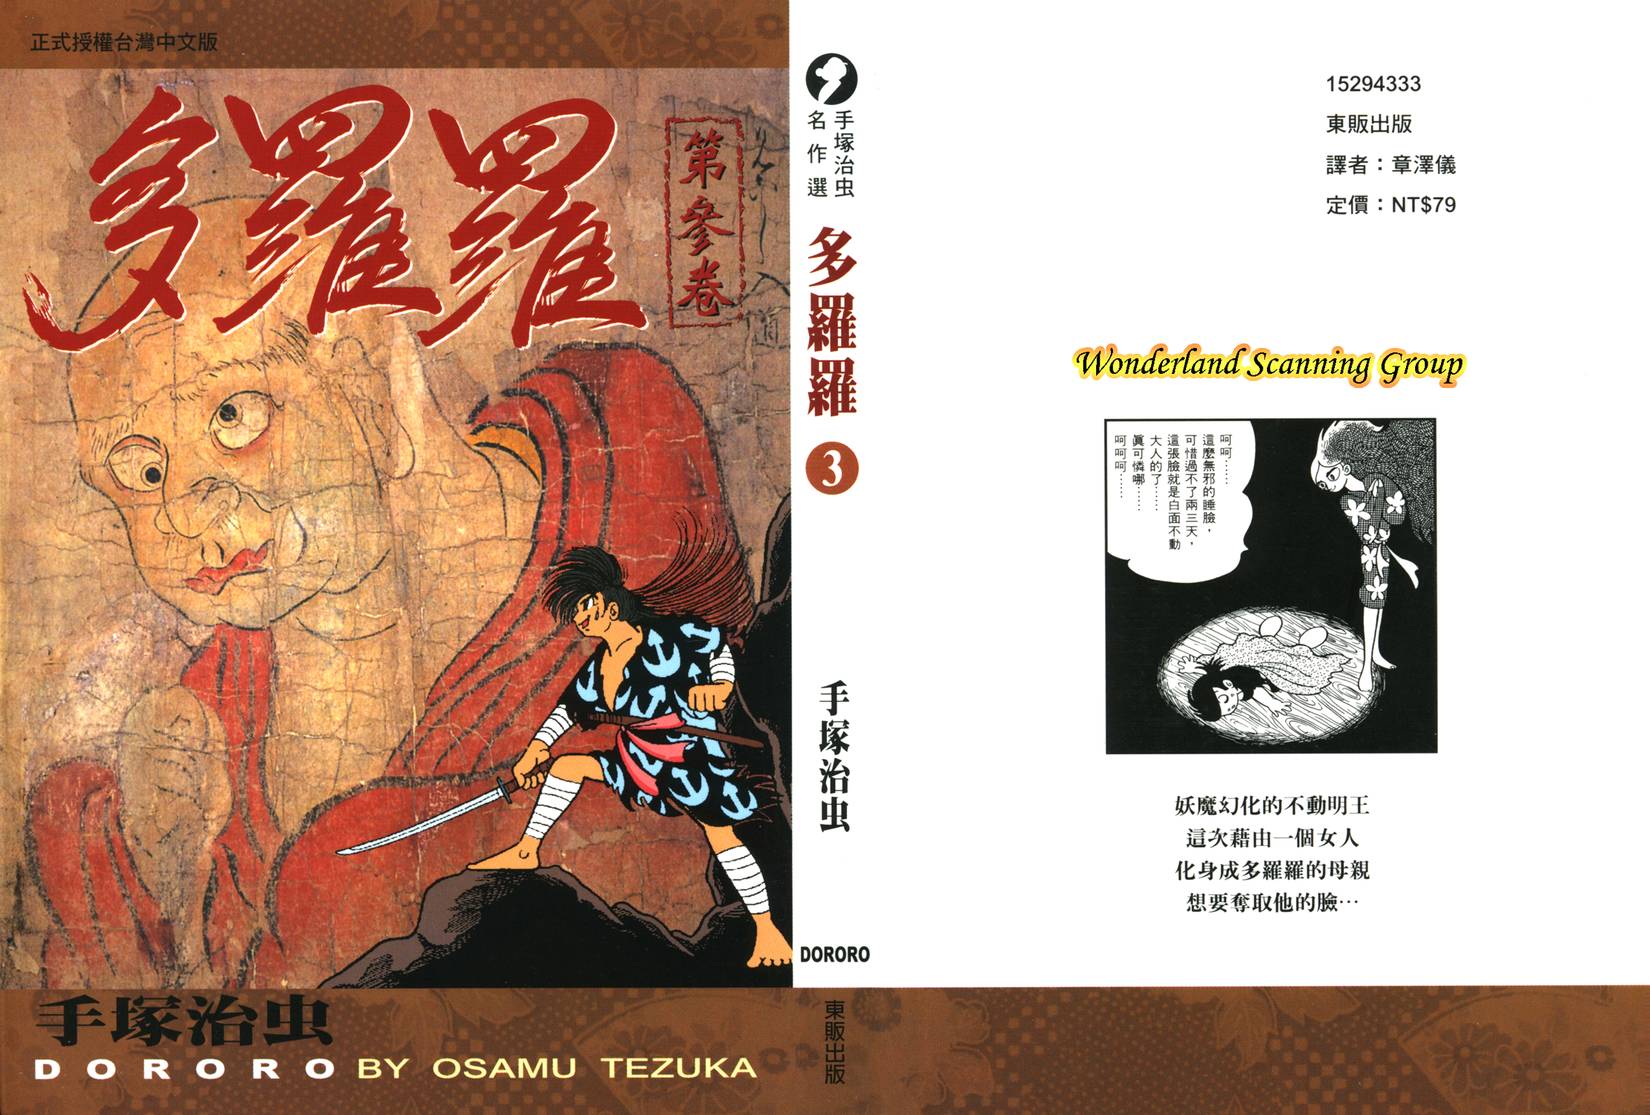 正式授權台灣中文版
多羅羅
第參卷
手塚治虫
DORORO BY OSAMU TEZUKA
手塚治虫
名作選
多羅羅
3
手塚治虫
DORORO
東販出版
15294333
東販出版
譯者：章澤儀
定價：NT$79
Wonderland Scanning Group
呵呵……
這麼無邪的睡臉，
可惜過不了兩三天，
這張臉就是白面不動
大人的了……
真可憐哪……
呵呵呵……
妖魔幻化的不動明王
這次藉由一個女人
化身成多羅羅的母親
想要奪取他的臉…